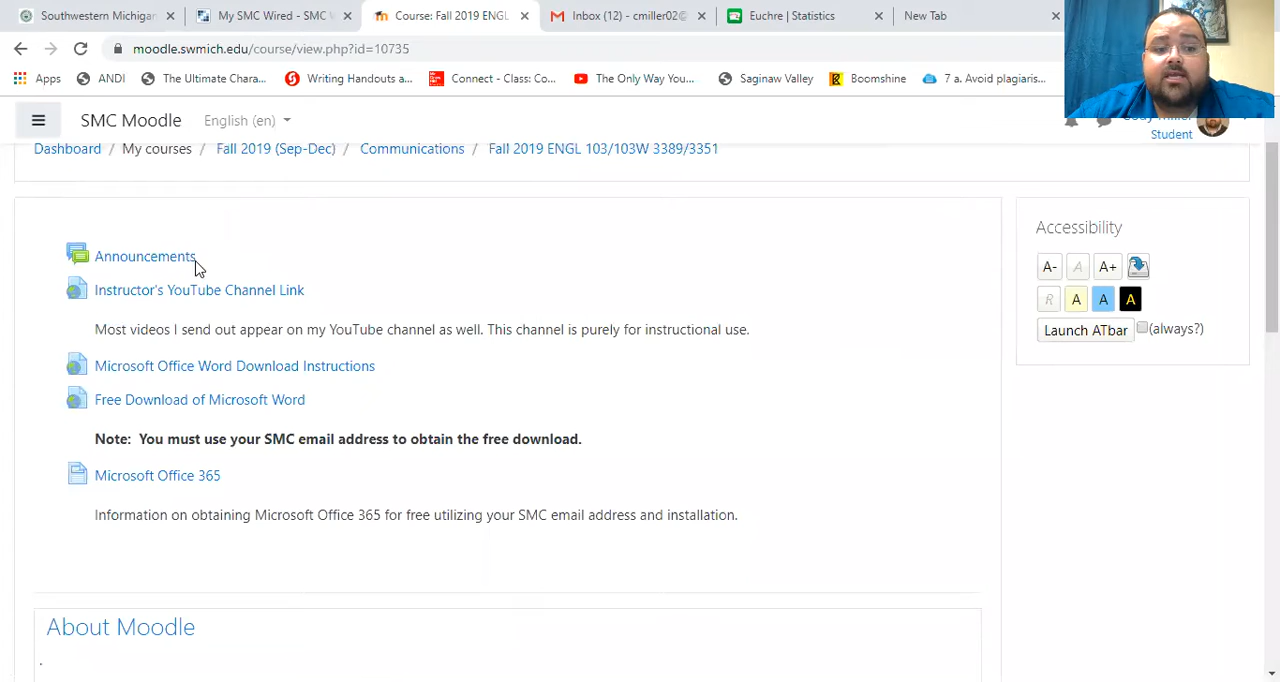 Southwestern Michigan
My SMC Wired - SMC
Course: Fall 2019 ENGL
Inbox (12) - cmiller02@
Euchre | Statistics
New Tab
moodle.swmich.edu/course/view.php?id=10735
Apps ANDI The Ultimate Chara... Writing Handouts a... Connect - Class: Co... The Only Way You... Saginaw Valley Boomshine 7 a. Avoid plagiaris...
SMC Moodle English (en)
Student
Dashboard / My courses / Fall 2019 (Sep-Dec) / Communications / Fall 2019 ENGL 103/103W 3389/3351
Announcements
Instructor's YouTube Channel Link
Most videos I send out appear on my YouTube channel as well. This channel is purely for instructional use.
Microsoft Office Word Download Instructions
Free Download of Microsoft Word
Note: You must use your SMC email address to obtain the free download.
Microsoft Office 365
Information on obtaining Microsoft Office 365 for free utilizing your SMC email address and installation.
About Moodle
.
Accessibility
A- A A+
R A A A
Launch ATbar (always?)